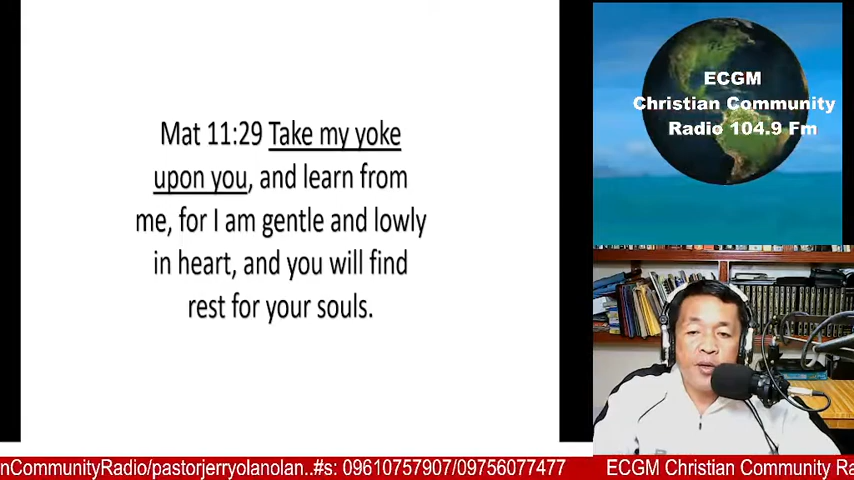 Mat 11:29 Take my yoke
upon you, and learn from
me, for I am gentle and lowly
in heart, and you will find
rest for your souls.
ECGM
Christian Community
Radio 104.9 Fm
nCommunityRadio/pastorjerryolanolan..#s: 09610757907/09756077477
ECGM Christian Community Ra